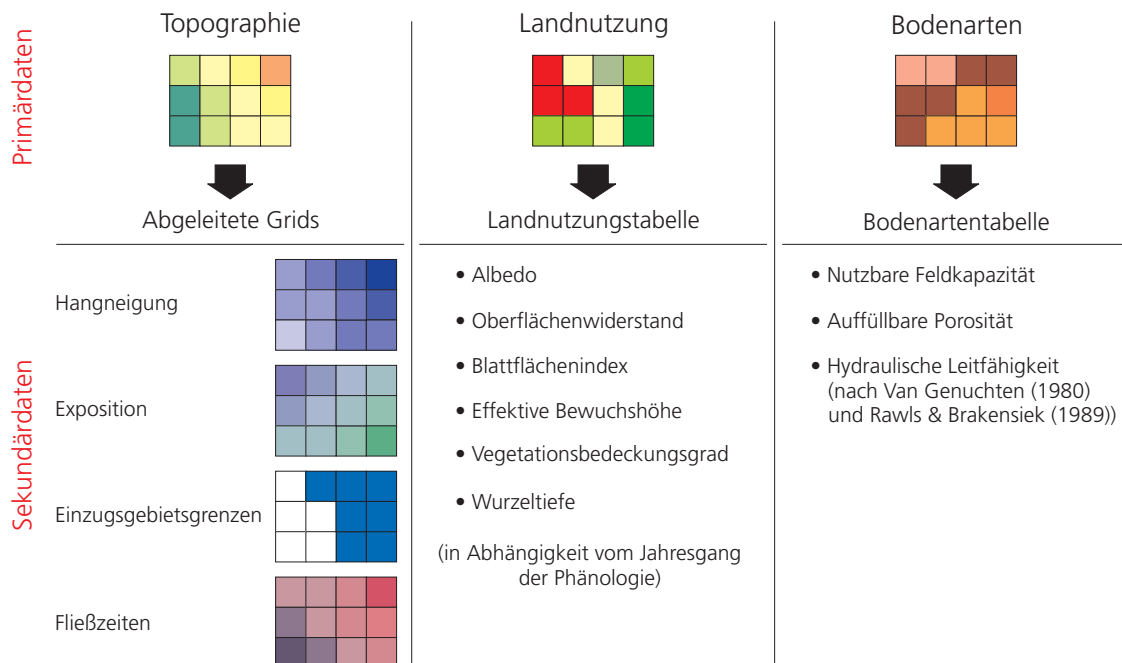 Primärdaten
Topographie
Abgeleitete Grids
Landnutzung
Landnutzungstabelle
Bodenarten
Bodenartentabelle
Sekundärdaten
Hangneigung
Exposition
Einzugsgebietsgrenzen
Fließzeiten
• Albedo
• Oberflächenwiderstand
• Blattflächenindex
• Effektive Bewuchshöhe
• Vegetationsbedeckungsgrad
• Wurzeltiefe
(in Abhängigkeit vom Jahresgang
der Phänologie)
• Nutzbare Feldkapazität
• Auffüllbare Porosität
• Hydraulische Leitfähigkeit
(nach Van Genuchten (1980)
und Rawls & Brakensiek (1989))